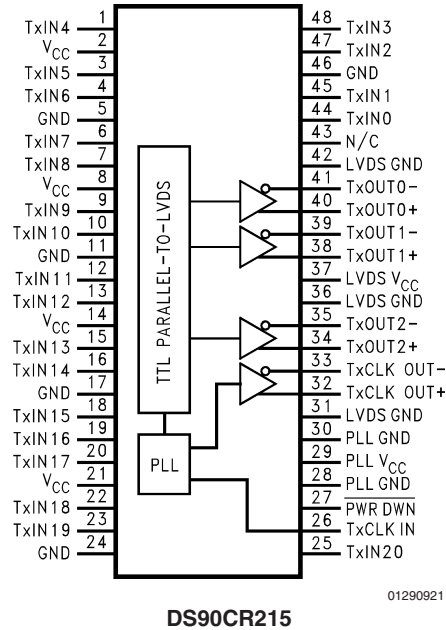 TxIN4 1 48 TxIN3
VCC 2 47 TxIN2
TxIN5 3 46 GND
TxIN6 4 45 TxIN1
GND 5 44 TxIN0
TxIN7 6 43 N/C
TxIN8 7 42 LVDS GND
VCC 8 41 TxOUT0−
TxIN9 9 40 TxOUT0+
TxIN10 10 39 TxOUT1−
GND 11 38 TxOUT1+
TxIN11 12 37 LVDS VCC
TxIN12 13 36 LVDS GND
VCC 14 35 TxOUT2−
TxIN13 15 34 TxOUT2+
TxIN14 16 33 TxCLK OUT−
GND 17 32 TxCLK OUT+
TxIN15 18 31 LVDS GND
TxIN16 19 30 PLL GND
TxIN17 20 29 PLL VCC
VCC 21 28 PLL GND
TxIN18 22 27 PWR DWN
TxIN19 23 26 TxCLK IN
GND 24 25 TxIN20
TTL PARALLEL-TO-LVDS
PLL
01290921
DS90CR215